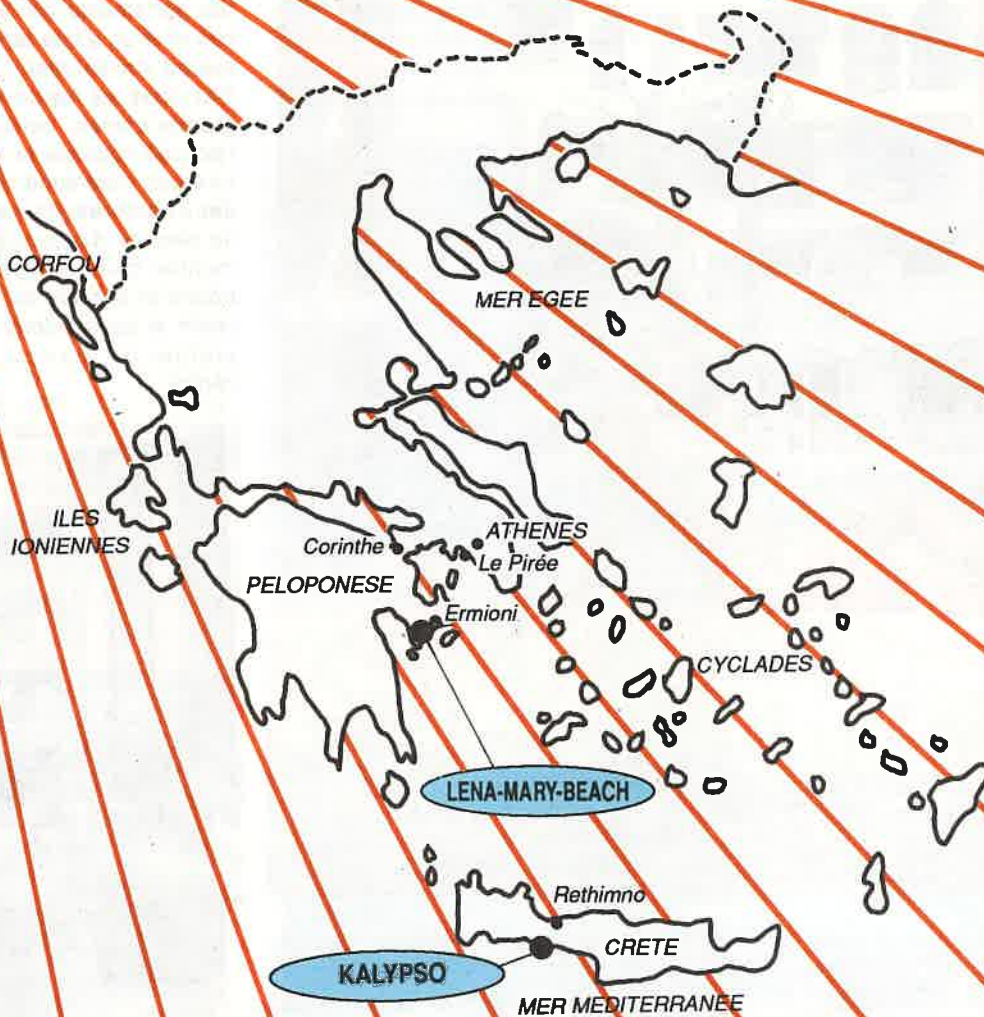 CORFOU
MER EGEE
ILES
IONIENNES
Corinthe
ATHENES
Le Pirée
PELOPONESE
Ermioni
CYCLADES
LENA-MARY-BEACH
Rethimno
CRETE
KALYPSO
MER MEDITERRANEE